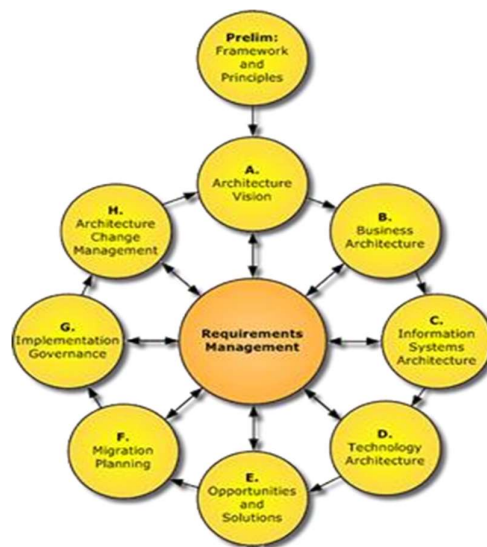 Prelim:
Framework
and
Principles
A.
Architecture
Vision
B.
Business
Architecture
C.
Information
Systems
Architecture
D.
Technology
Architecture
E.
Opportunities
and
Solutions
F.
Migration
Planning
G.
Implementation
Governance
H.
Architecture
Change
Management
Requirements
Management